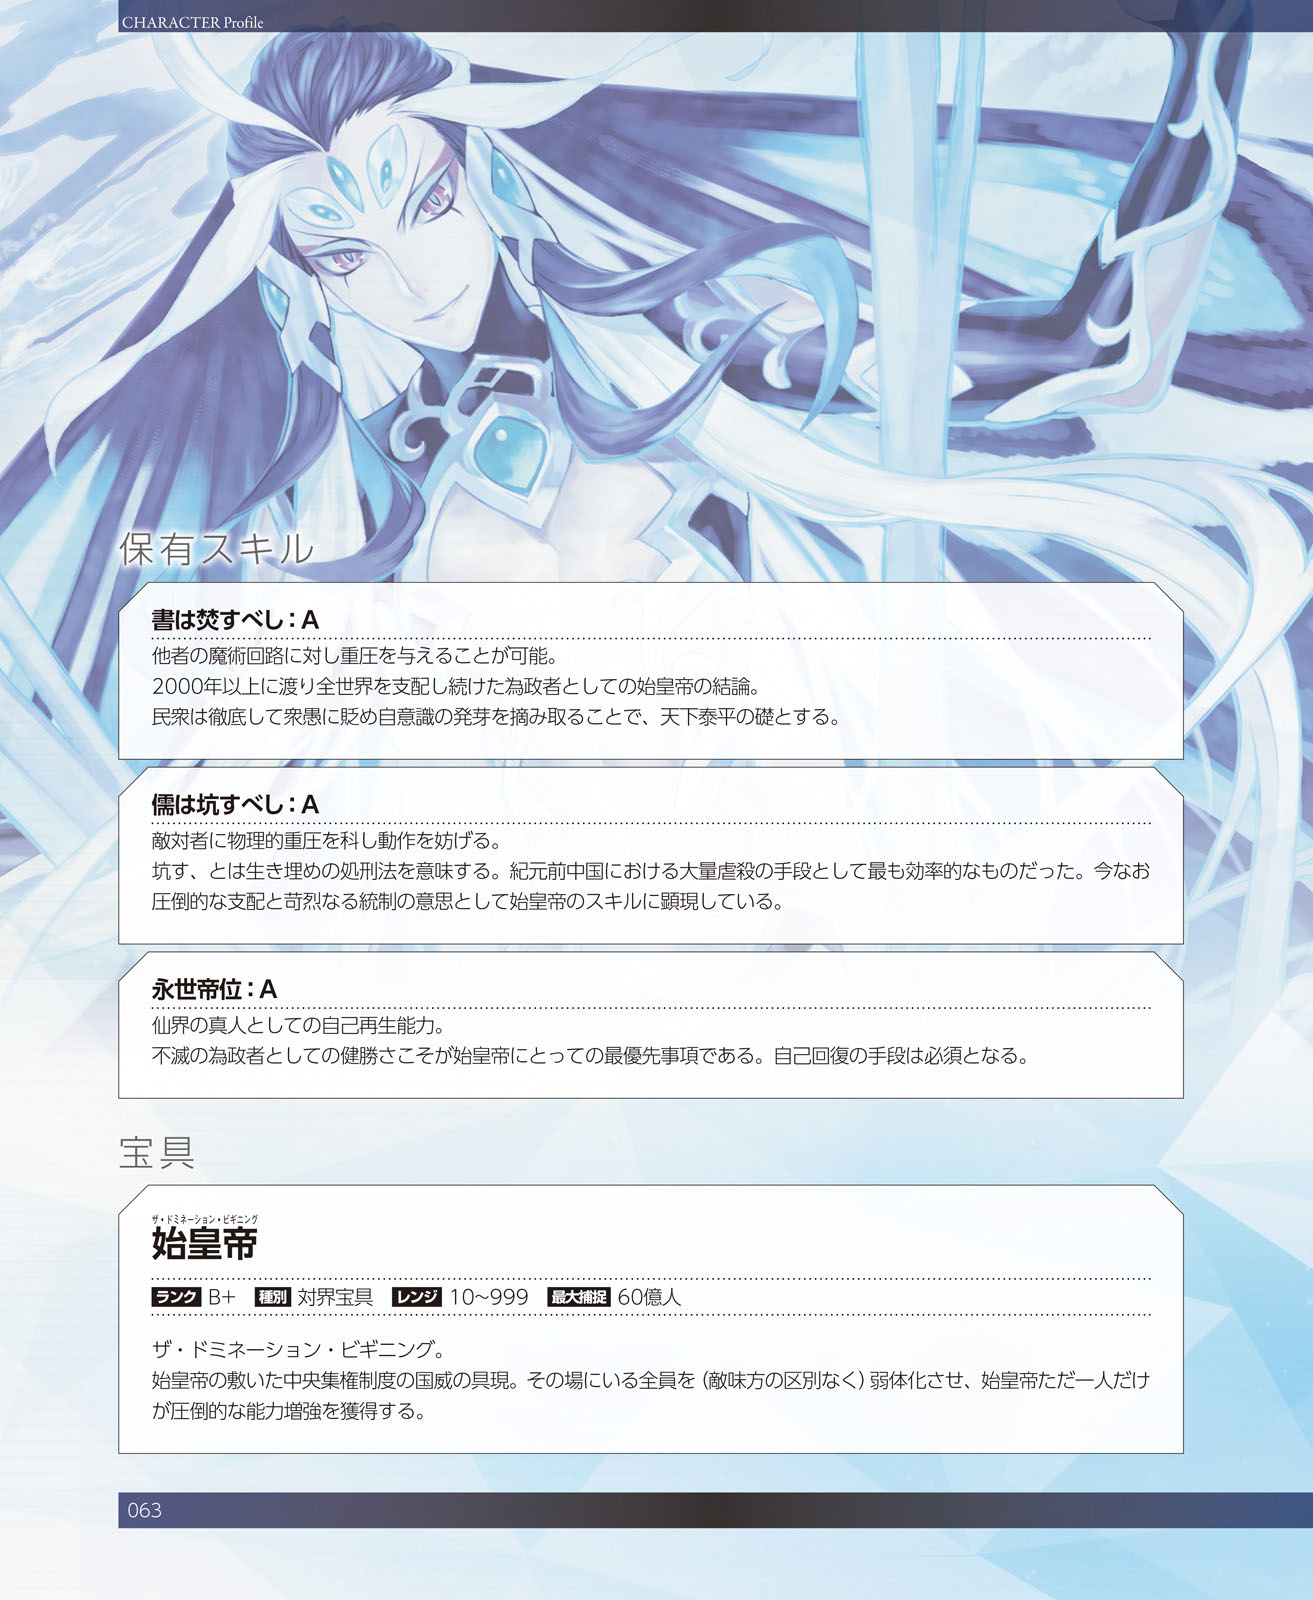 CHARACTER Profile
保有スキル
書は焚すべし：A
他者の魔術回路に対し重圧を与えることが可能。
2000年以上に渡り全世界を支配し続けた為政者としての始皇帝の結論。
民衆は徹底して衆愚に貶め自意識の発芽を摘み取ることで、天下泰平の礎とする。
儒は坑すべし：A
敵対者に物理的重圧を科し動作を妨げる。
坑す、とは生き埋めの処刑法を意味する。紀元前中国における大量虐殺の手段として最も効率的なものだった。今なお
圧倒的な支配と苛烈なる統制の意思として始皇帝のスキルに顕現している。
永世帝位：A
仙界の真人としての自己再生能力。
不滅の為政者としての健勝さこそが始皇帝にとっての最優先事項である。自己回復の手段は必須となる。
宝具
ザ・ドミネーション・ビギニング
始皇帝
ランク B+ 種別 対界宝具 レンジ 10〜999 最大捕捉 60億人
ザ・ドミネーション・ビギニング。
始皇帝の敷いた中央集権制度の国威の具現。その場にいる全員を（敵味方の区別なく）弱体化させ、始皇帝ただ一人だけ
が圧倒的な能力増強を獲得する。
063